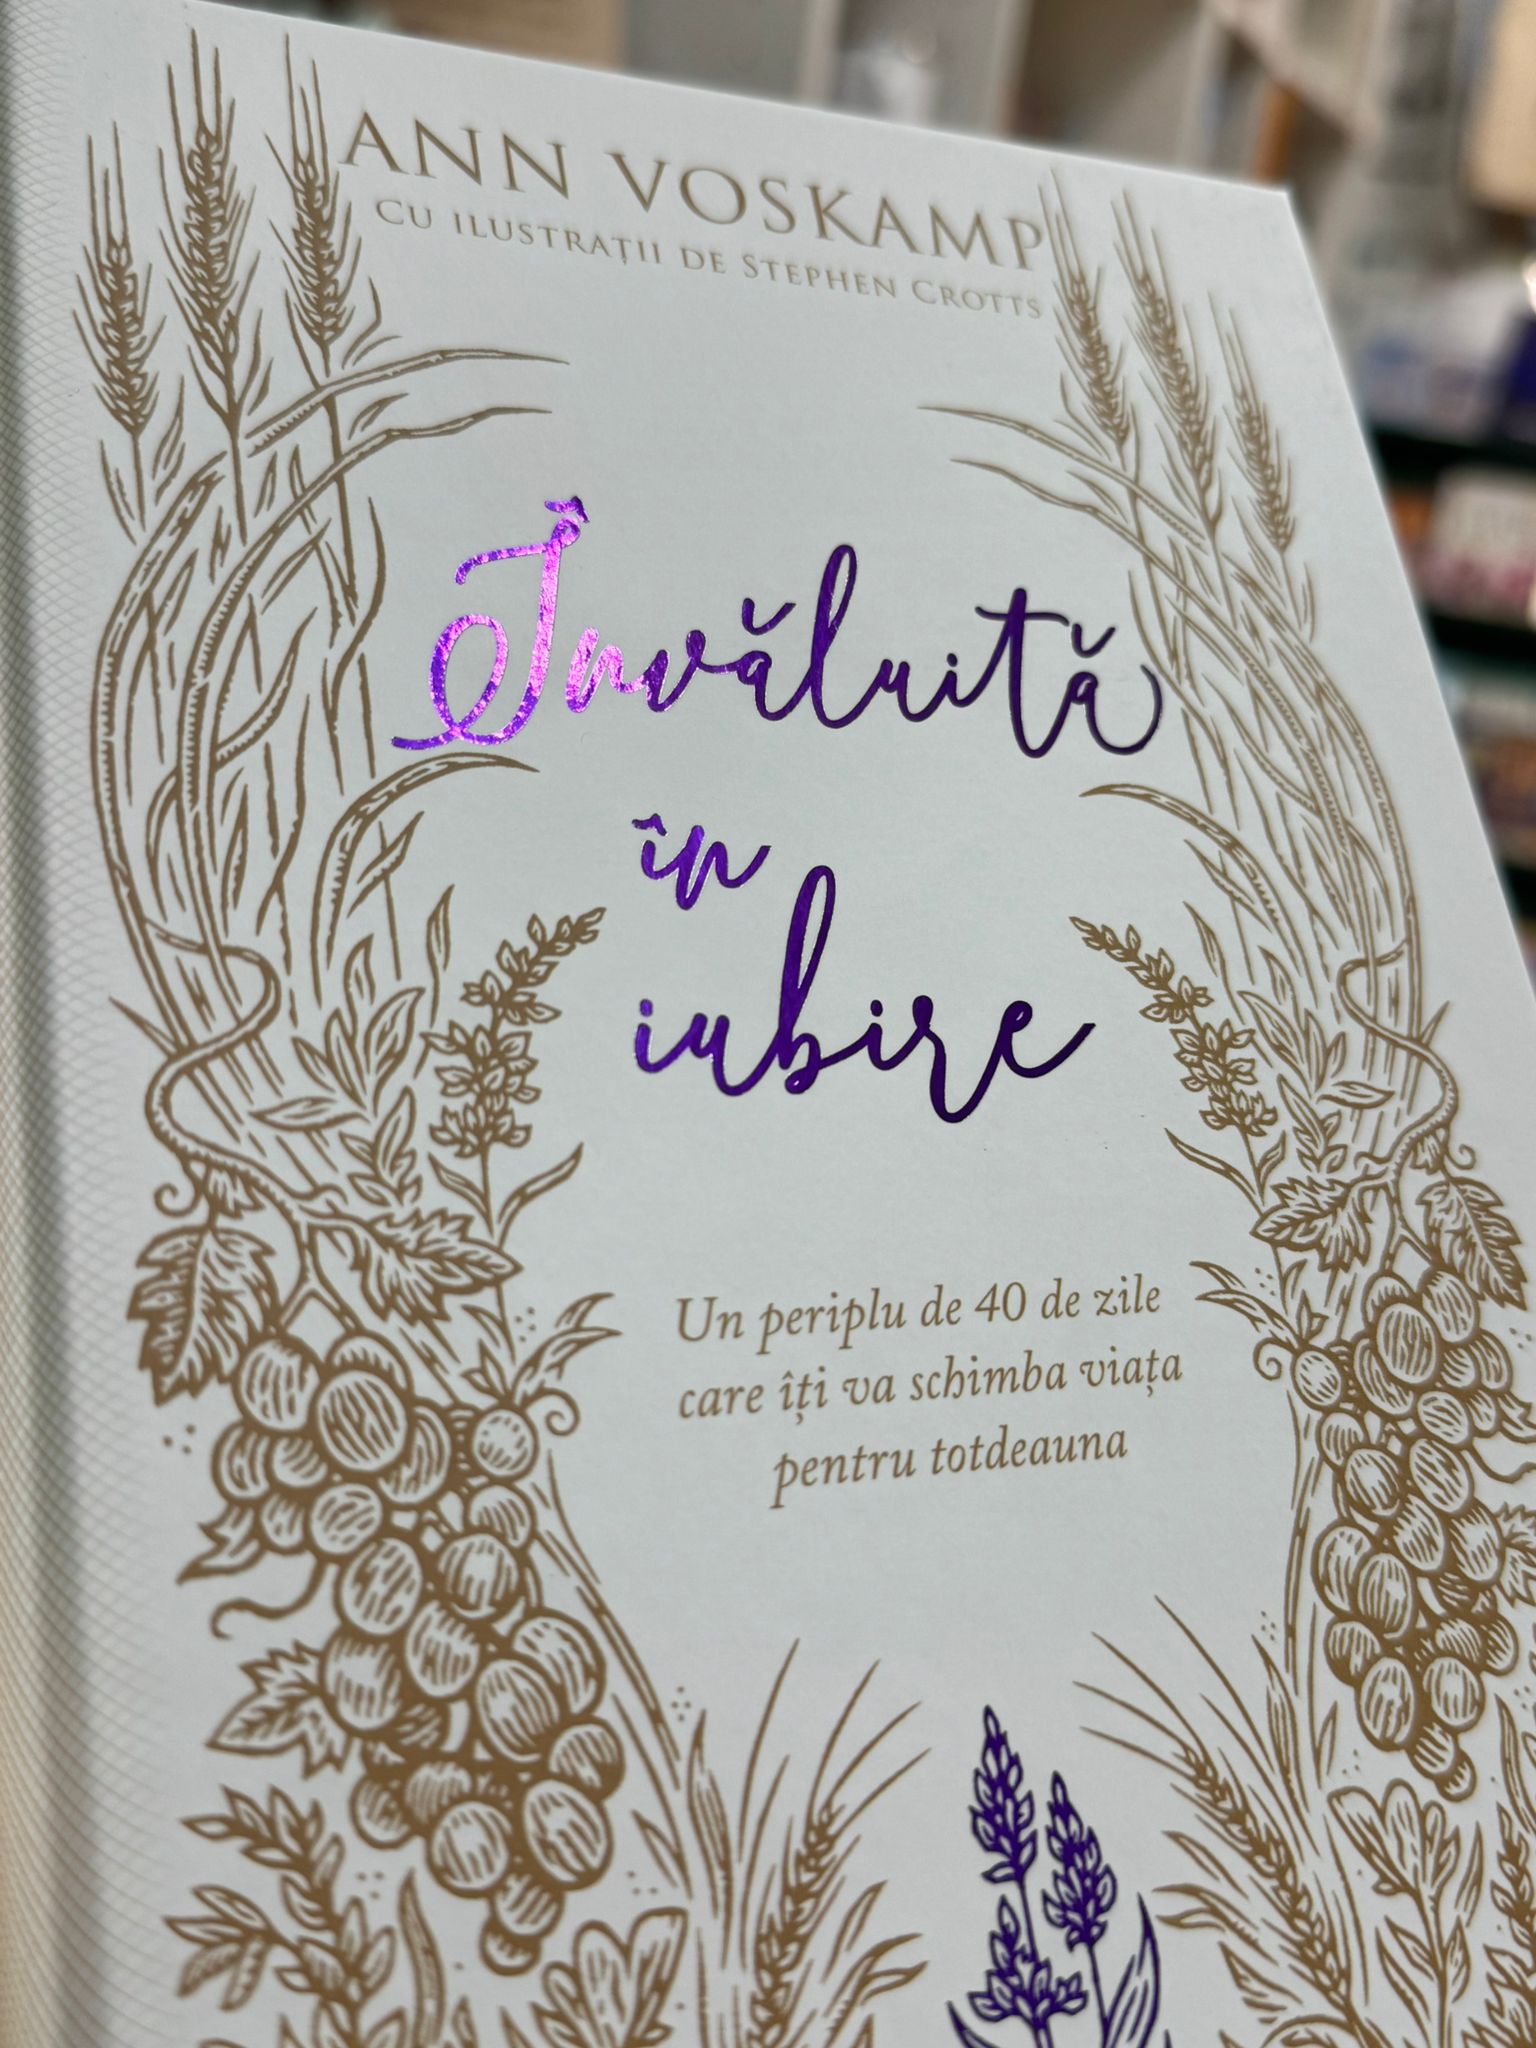 ANN VOSKAMP
CU ILUSTRAȚII DE STEPHEN CROTTS
Învăluită
în
iubire
Un periplu de 40 de zile
care îți va schimba viața
pentru totdeauna